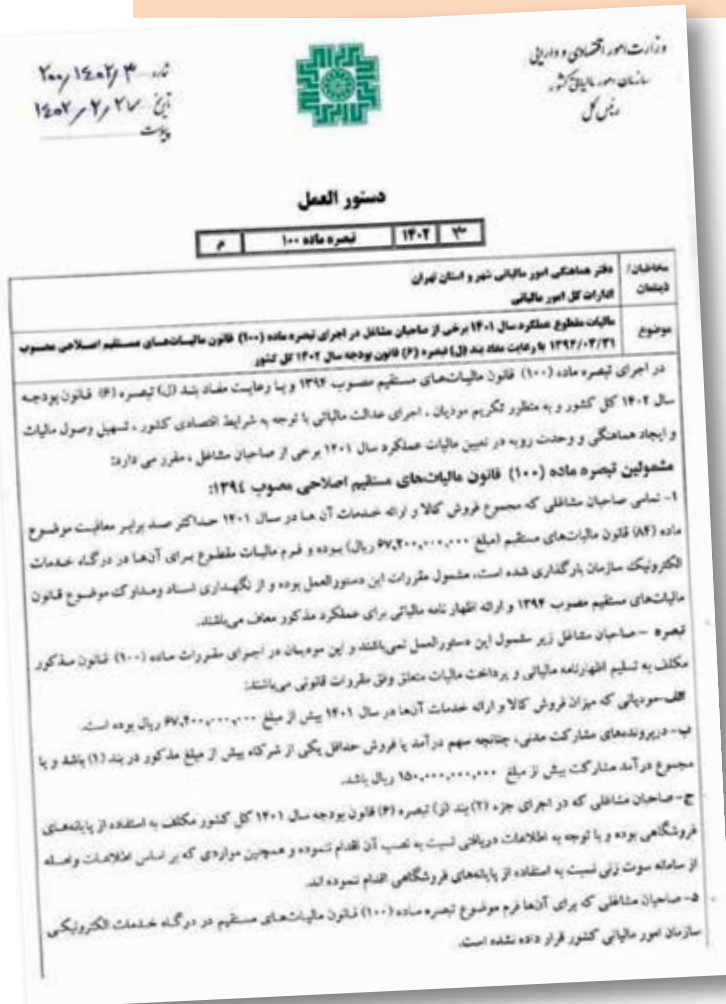 وزارت امور اقتصادی و دارایی
سازمان امور مالیاتی کشور
رئیس کل
شماره ۲۰۰/۱۴۰۲/۳
تاریخ ۱۴۰۲/۲/۲۷
پیوست
دستور العمل
۳ ۱۴۰۲ تبصره ماده ۱۰۰ م
مخاطبان/ ذینفعان
دفتر هماهنگی امور مالیاتی شهر و استان تهران
ادارات کل امور مالیاتی
موضوع
مالیات مقطوع عملکرد سال ۱۴۰۱ برخی از صاحبان مشاغل در اجرای تبصره ماده (۱۰۰) قانون مالیات‌های مستقیم اصلاحی مصوب
۱۳۹۴/۰۴/۳۱ با رعایت مفاد بند (ل) تبصره (۶) قانون بودجه سال ۱۴۰۲ کل کشور
در اجرای تبصره ماده (۱۰۰) قانون مالیات‌های مستقیم مصوب ۱۳۹۴ و با رعایت مفاد بند (ل) تبصره (۶) قانون بودجه
سال ۱۴۰۲ کل کشور و به منظور تکریم مودیان ، اجرای عدالت مالیاتی با توجه به شرایط اقتصادی کشور ، تسهیل وصول مالیات
و ایجاد هماهنگی و وحدت رویه در تعیین مالیات عملکرد سال ۱۴۰۱ برخی از صاحبان مشاغل ، مقرر می دارد:
مشمولین تبصره ماده (۱۰۰) قانون مالیات‌های مستقیم اصلاحی مصوب ۱۳۹٤:
۱- تمامی صاحبان مشاغلی که مجموع فروش کالا و ارائه خدمات آن ها در سال ۱۴۰۱ حداکثر صد برابر معافیت موضوع
ماده (۸۴) قانون مالیات‌های مستقیم (مبلغ ۶۷,۲۰۰,۰۰۰,۰۰۰ ریال) بوده و فرم مالیات مقطوع برای آن‌ها در درگاه خدمات
الکترونیک سازمان بارگذاری شده است، مشمول مقررات این دستورالعمل بوده و از نگهداری اسناد ومدارک موضوع قانون
مالیات‌های مستقیم مصوب ۱۳۹۴ و ارائه اظهار نامه مالیاتی برای عملکرد مذکور معاف می‌باشند.
تبصره – صاحبان مشاغل زیر مشمول این دستورالعمل نمی‌باشند و این مودیان در اجرای مقررات ماده (۱۰۰) قانون مذکور
مکلف به تسلیم اظهارنامه مالیاتی و پرداخت مالیات متعلق وفق مقررات قانونی می‌باشند:
الف-مودیانی که میزان فروش کالا و ارائه خدمات آن‌ها در سال ۱۴۰۱ بیش از مبلغ ۶۷,۲۰۰,۰۰۰,۰۰۰ ریال بوده است.
ب- درپرونده‌های مشارکت مدنی، چنانچه سهم درآمد یا فروش حداقل یکی از شرکاء بیش از مبلغ مذکور در بند (۱) باشد و یا
مجموع درآمد مشارکت بیش از مبلغ ۱۵۰,۰۰۰,۰۰۰,۰۰۰ ریال باشد.
ج- صاحبان مشاغلی که در اجرای جزء (۲) بند (ز) تبصره (۶) قانون بودجه سال ۱۴۰۱ کل کشور مکلف به استفاده از پایانه‌های
فروشگاهی بوده و با توجه به اطلاعات دریافتی نسبت به نصب آن اقدام ننموده و همچنین مواردی که بر اساس اطلاعات واصله
از سامانه سوت زنی نسبت به استفاده از پایانه‌های فروشگاهی اقدام ننموده اند.
د- صاحبان مشاغلی که برای آن‌ها فرم موضوع تبصره ماده (۱۰۰) قانون مالیات‌های مستقیم در درگاه خدمات الکترونیکی
سازمان امور مالیاتی کشور قرار داده نشده است.